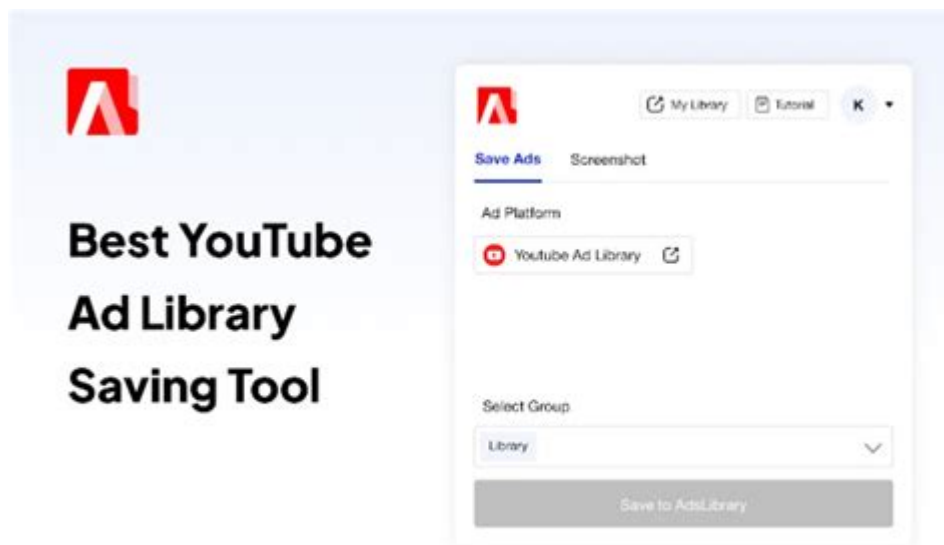 Best YouTube
Ad Library
Saving Tool
My Library
Tutorial
K
Save Ads
Screenshot
Ad Platform
Youtube Ad Library
Select Group
Library
Save to AdsLibrary